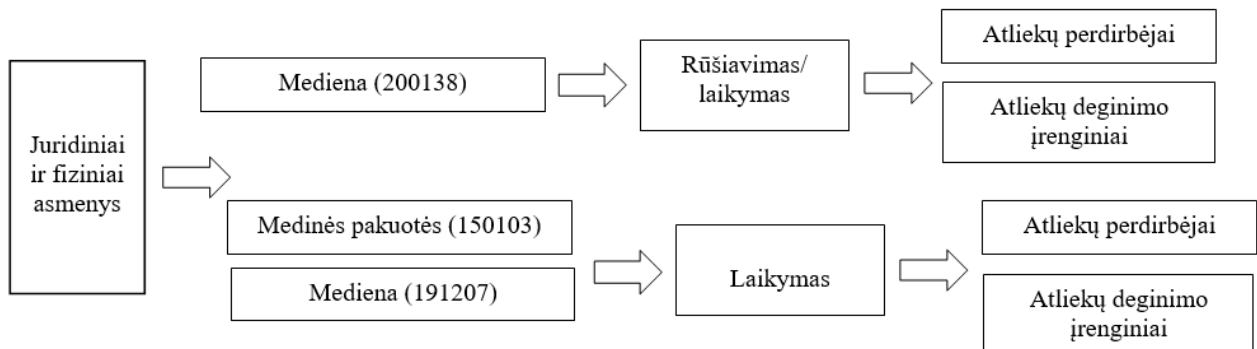 Juridiniai
ir fiziniai
asmenys
Mediena (200138)
Rūšiavimas/
laikymas
Atliekų perdirbėjai
Atliekų deginimo
įrenginiai
Medinės pakuotės (150103)
Mediena (191207)
Laikymas
Atliekų perdirbėjai
Atliekų deginimo
įrenginiai